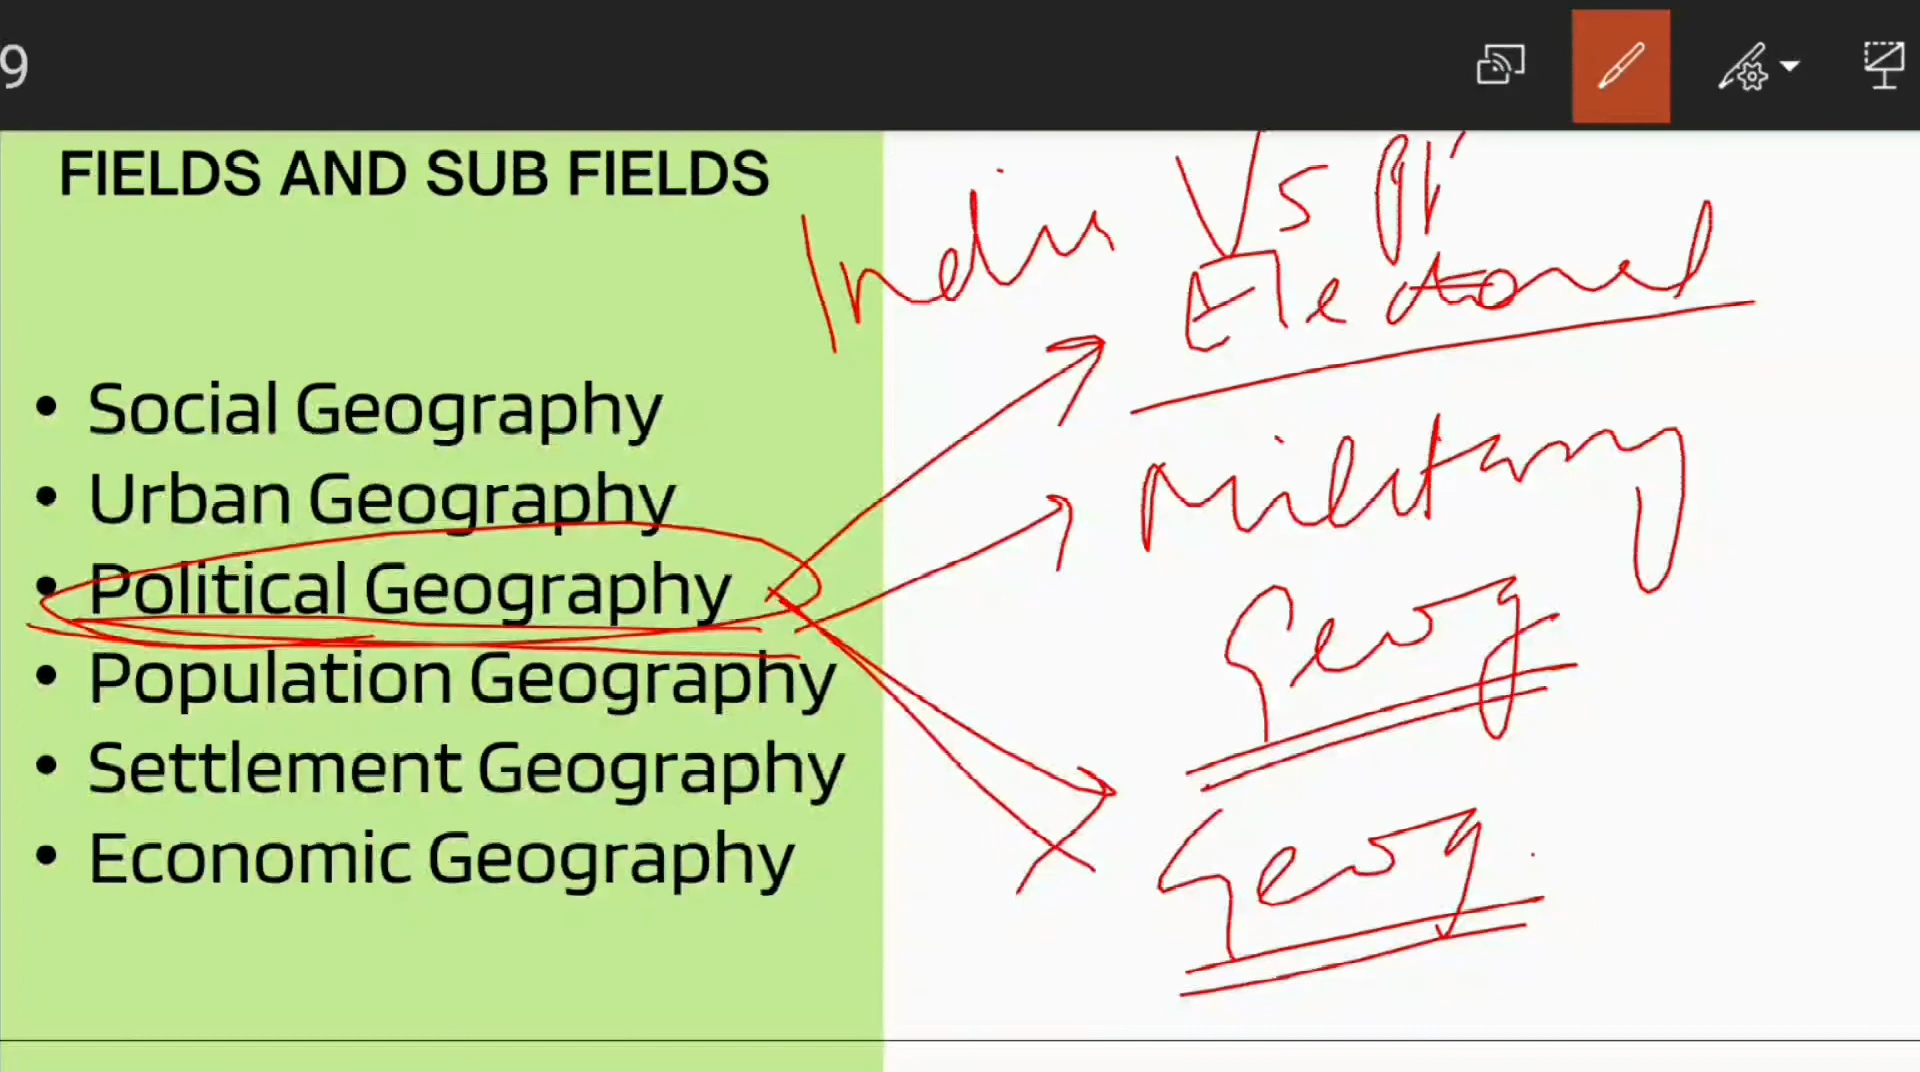 9
FIELDS AND SUB FIELDS
• Social Geography
• Urban Geography
• Political Geography
• Population Geography
• Settlement Geography
• Economic Geography
India Vs
Electoral
Military
Geog
Geog.